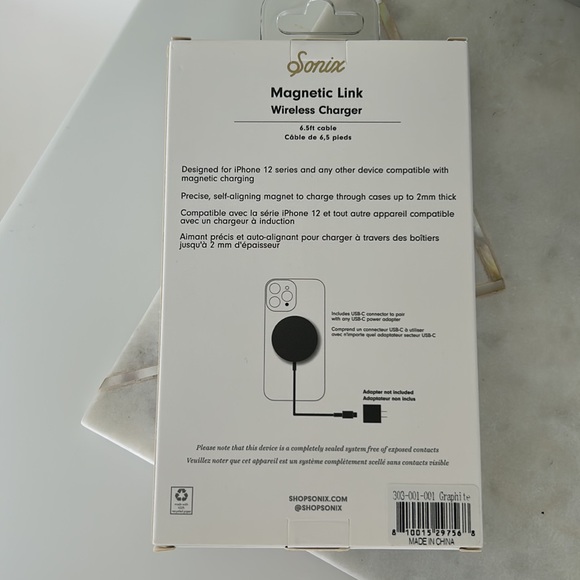 Sonix
Magnetic Link
Wireless Charger
6.5ft cable
Câble de 6,5 pieds
Designed for iPhone 12 series and any other device compatible with
magnetic charging
Precise, self-aligning magnet to charge through cases up to 2mm thick
Compatible avec la série iPhone 12 et tout autre appareil compatible
avec un chargeur à induction
Aimant précis et auto-alignant pour charger à travers des boîtiers
jusqu'à 2 mm d'épaisseur
Includes USB-C connector to pair
with any USB-C power adapter
Comprend un connecteur USB-C à utiliser
avec n'importe quel adaptateur secteur USB-C
Adapter not included
Adaptateur non inclus
Please note that this device is a completely sealed system free of exposed contacts
Veuillez noter que cet appareil est un système complètement scellé sans contacts visible
SHOPSONIX.COM
@SHOPSONIX
303-001-001 Graphite
8 10015 29756 8
MADE IN CHINA